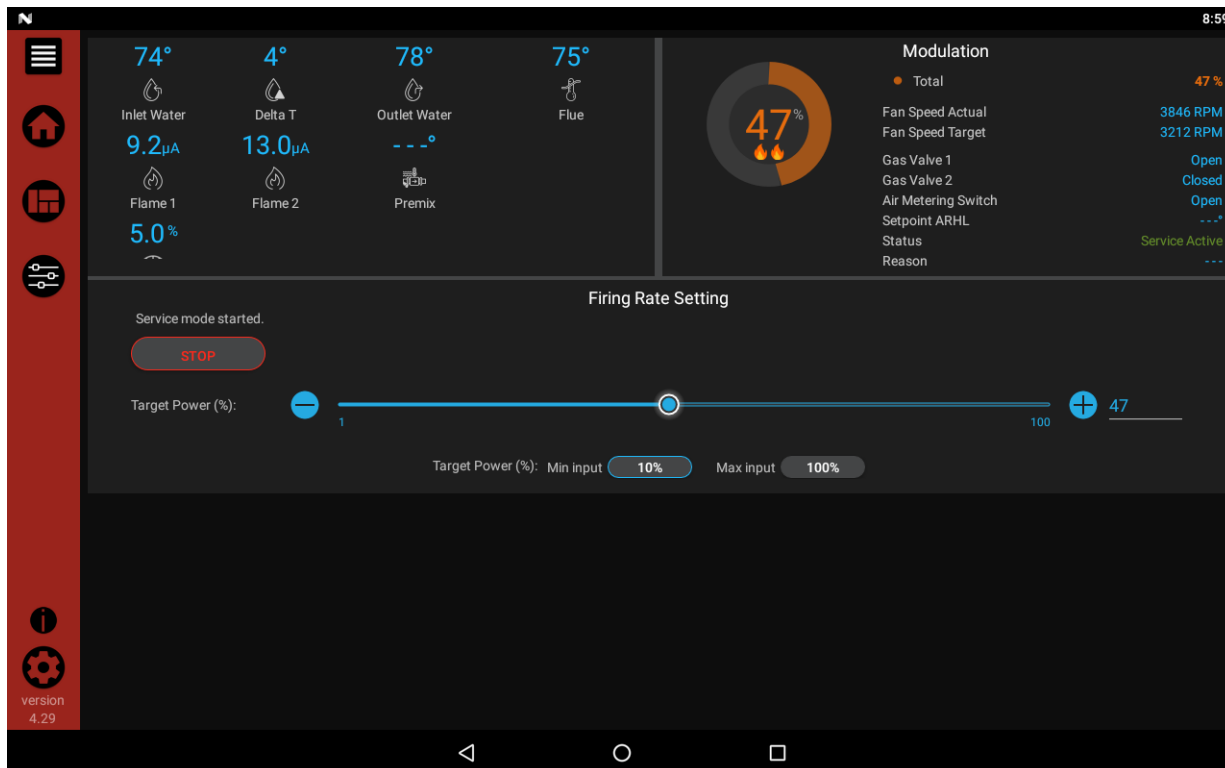 8:59
74° 4° 78° 75°
Inlet Water Delta T Outlet Water Flue
9.2µA 13.0µA - - -°
Flame 1 Flame 2 Premix
5.0 %
Modulation
Total 47 %
47%
Fan Speed Actual 3846 RPM
Fan Speed Target 3212 RPM
Gas Valve 1 Open
Gas Valve 2 Closed
Air Metering Switch Open
Setpoint ARHL - - -°
Status Service Active
Reason - - -
Firing Rate Setting
Service mode started.
STOP
Target Power (%): 47
1 100
Target Power (%): Min input 10% Max input 100%
version
4.29